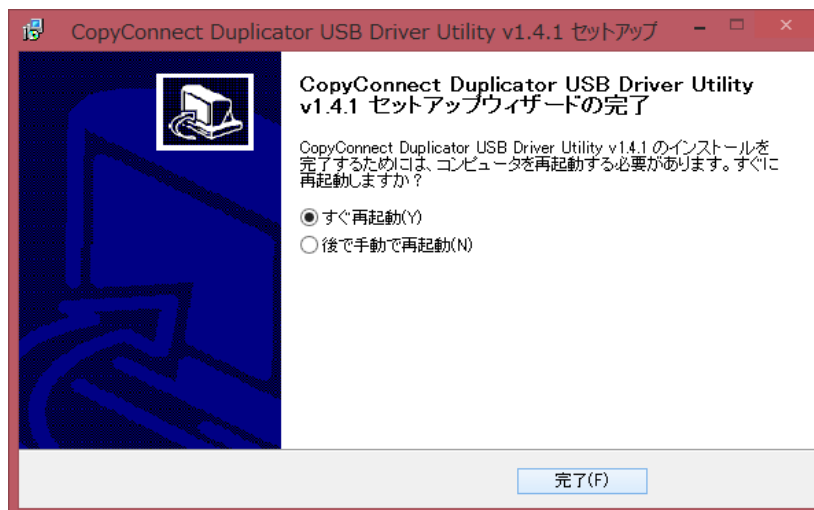 CopyConnect Duplicator USB Driver Utility v1.4.1 セットアップ
CopyConnect Duplicator USB Driver Utility
v1.4.1 セットアップウィザードの完了
CopyConnect Duplicator USB Driver Utility v1.4.1 のインストールを
完了するためには、コンピュータを再起動する必要があります。すぐに
再起動しますか?
すぐ再起動(Y)
後で手動で再起動(N)
完了(F)